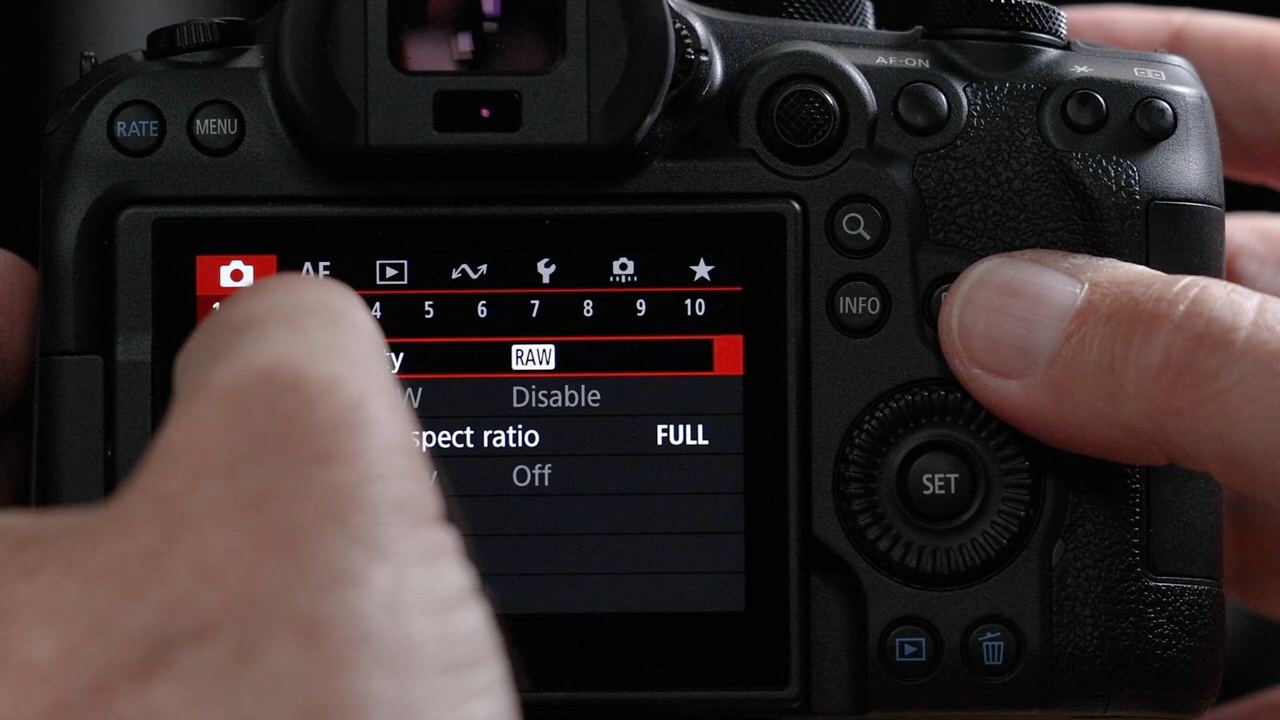 AF-ON
RATE MENU
AF
4 5 6 7 8 9 10
RAW
INFO
Disable
aspect ratio FULL
Off
SET